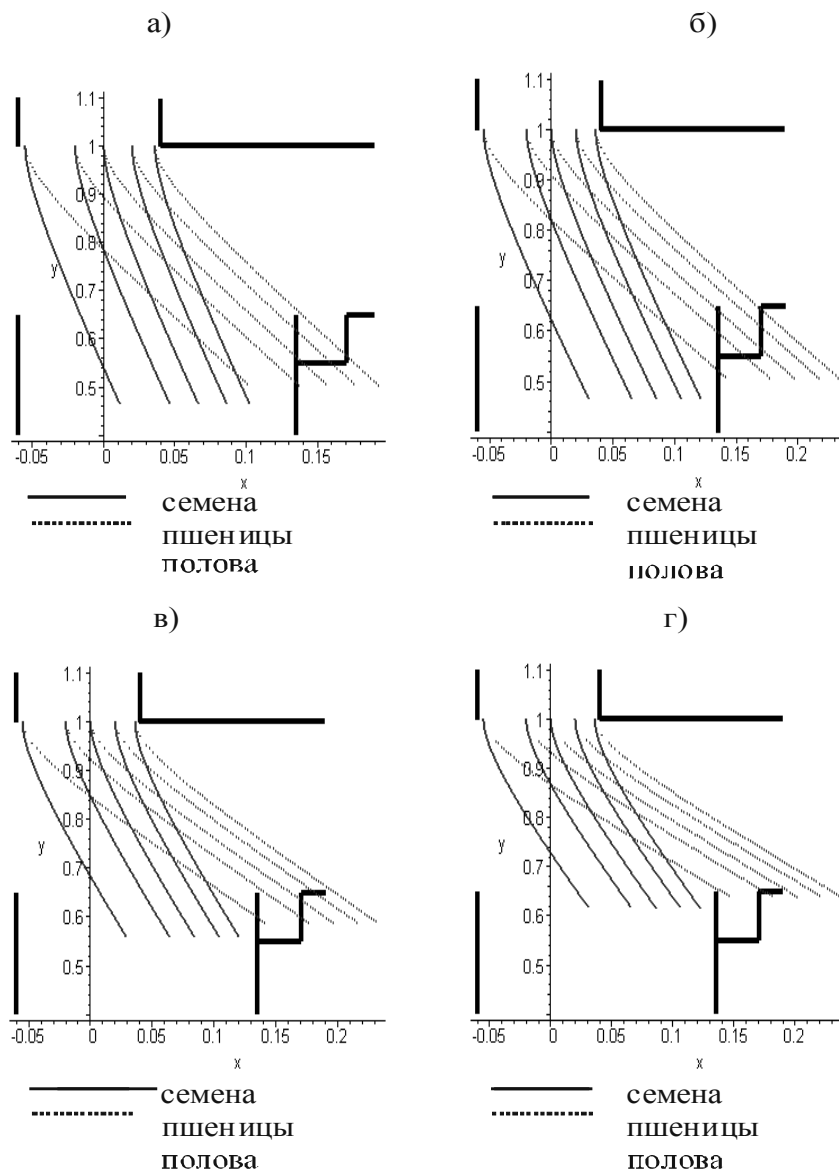 а)
б)
1.1
1
0.9
0.8
y
0.7
0.6
0.5
-0.05
0
0.05
0.1
0.15
x
семена
пшеницы
полова
1.1
1
0.9
0.8
y
0.7
0.6
0.5
-0.05
0
0.05
0.1
0.15
0.2
x
семена
пшеницы
полова
в)
г)
1.1
1
0.9
0.8
y
0.7
0.6
0.5
-0.05
0
0.05
0.1
0.15
0.2
x
семена
пшеницы
полова
1.1
1
0.9
0.8
y
0.7
0.6
0.5
-0.05
0
0.05
0.1
0.15
0.2
x
семена
пшеницы
полова